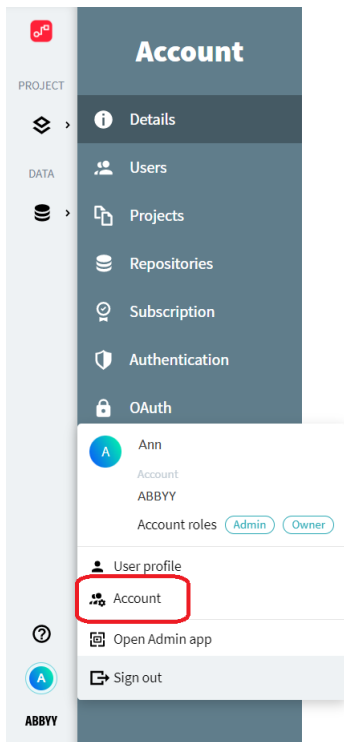 Account
PROJECT
Details
DATA
Users
Projects
Repositories
Subscription
Authentication
OAuth
A
Ann
Account
ABBYY
Account roles Admin Owner
User profile
Account
Open Admin app
A
Sign out
ABBYY